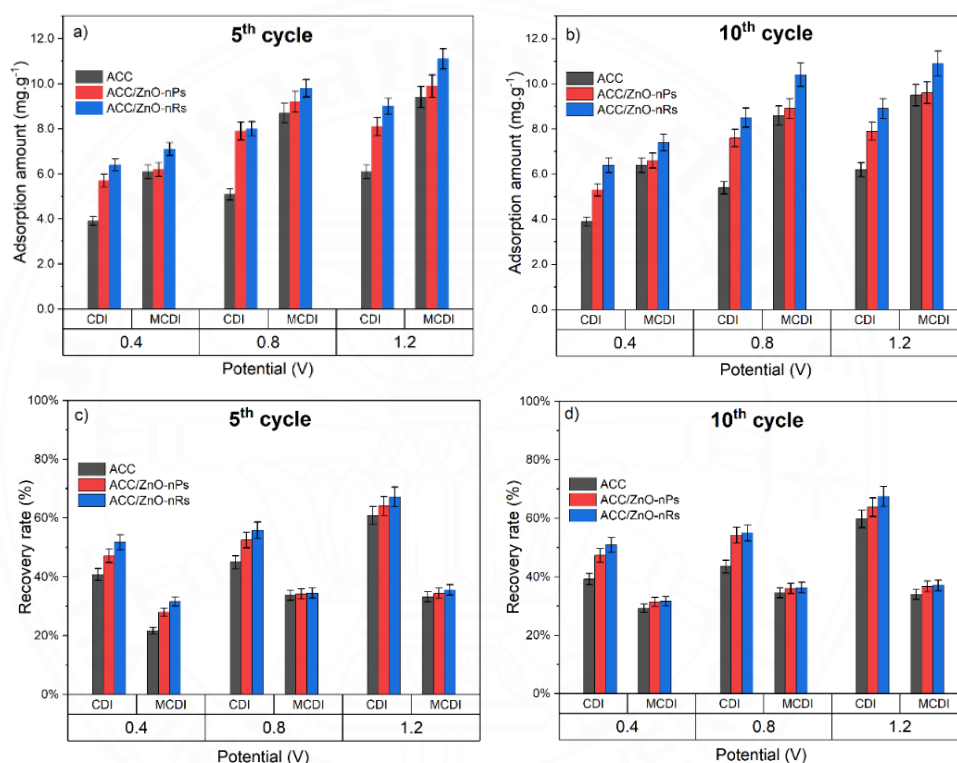 a)
5th cycle
ACC
ACC/ZnO-nPs
ACC/ZnO-nRs
Adsorption amount (mg.g-1)
12.0
10.0
8.0
6.0
4.0
2.0
0.0
CDI MCDI CDI MCDI CDI MCDI
0.4 0.8 1.2
Potential (V)
b)
10th cycle
ACC
ACC/ZnO-nPs
ACC/ZnO-nRs
Adsorption amount (mg.g-1)
12.0
10.0
8.0
6.0
4.0
2.0
0.0
CDI MCDI CDI MCDI CDI MCDI
0.4 0.8 1.2
Potential (V)
c)
5th cycle
ACC
ACC/ZnO-nPs
ACC/ZnO-nRs
Recovery rate (%)
100%
80%
60%
40%
20%
0%
CDI MCDI CDI MCDI CDI MCDI
0.4 0.8 1.2
Potential (V)
d)
10th cycle
ACC
ACC/ZnO-nPs
ACC/ZnO-nRs
Recovery rate (%)
100%
80%
60%
40%
20%
0%
CDI MCDI CDI MCDI CDI MCDI
0.4 0.8 1.2
Potential (V)